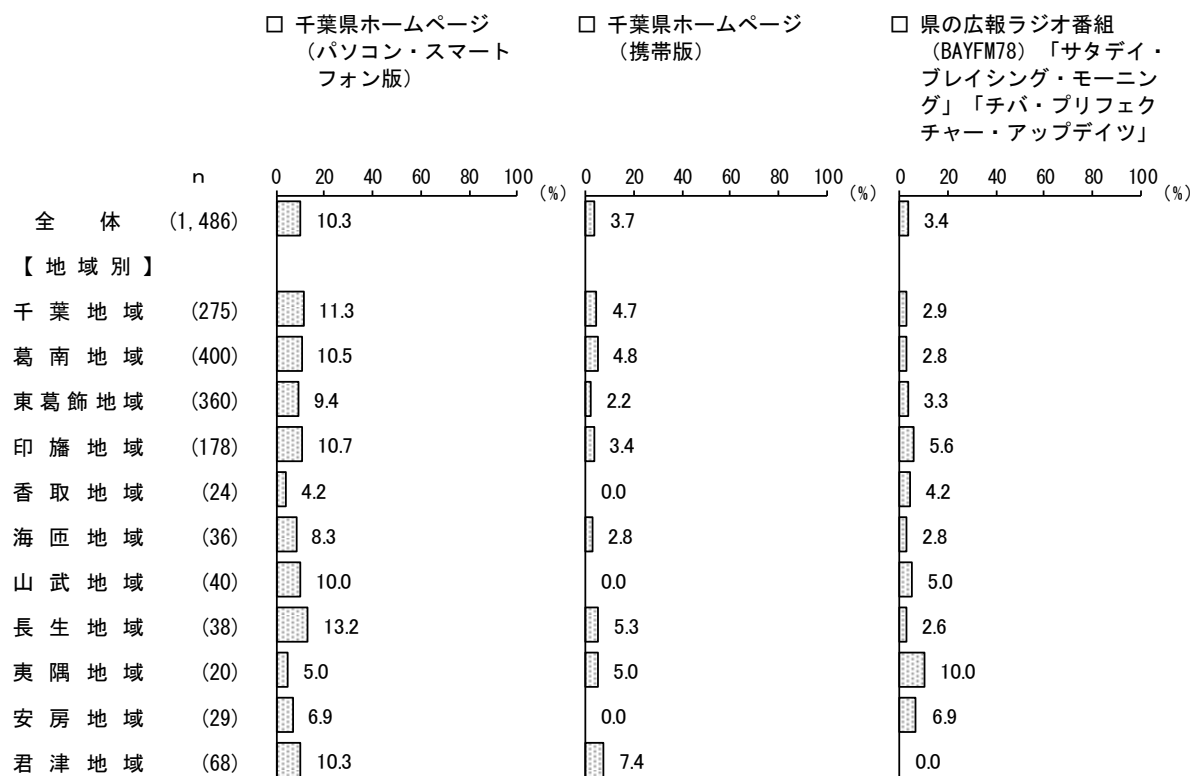 □ 千葉県ホームページ
（パソコン・スマート
フォン版）
□ 千葉県ホームページ
（携帯版）
□ 県の広報ラジオ番組
（BAYFM78）「サタデイ・
ブレイシング・モーニン
グ」「チバ・プリフェク
チャー・アップデイツ」
n 0 20 40 60 80 100 (%) 0 20 40 60 80 100 (%) 0 20 40 60 80 100 (%)
全体 (1,486) 10.3 3.7 3.4
【地域別】
千葉地域 (275) 11.3 4.7 2.9
葛南地域 (400) 10.5 4.8 2.8
東葛飾地域 (360) 9.4 2.2 3.3
印旛地域 (178) 10.7 3.4 5.6
香取地域 (24) 4.2 0.0 4.2
海匝地域 (36) 8.3 2.8 2.8
山武地域 (40) 10.0 0.0 5.0
長生地域 (38) 13.2 5.3 2.6
夷隅地域 (20) 5.0 5.0 10.0
安房地域 (29) 6.9 0.0 6.9
君津地域 (68) 10.3 7.4 0.0